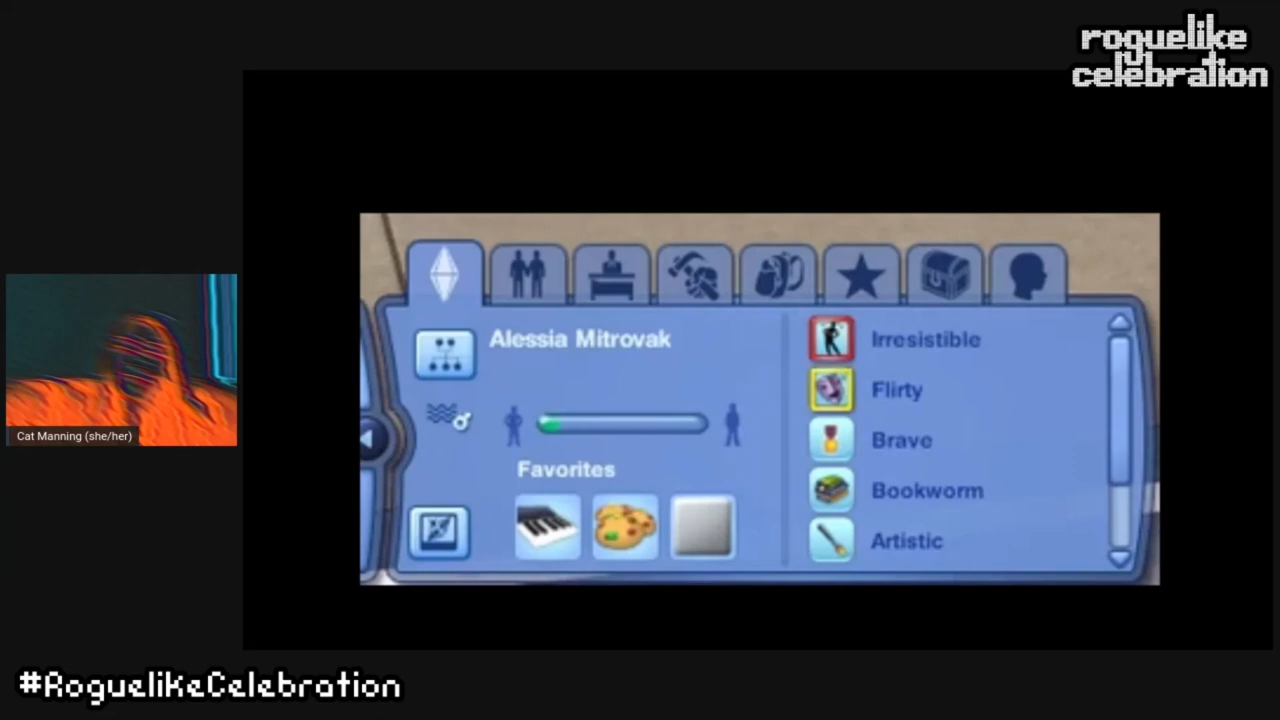 roguelike
celebration
Alessia Mitrovak
Favorites
Irresistible
Flirty
Brave
Bookworm
Artistic
Cat Manning (she/her)
#RoguelikeCelebration